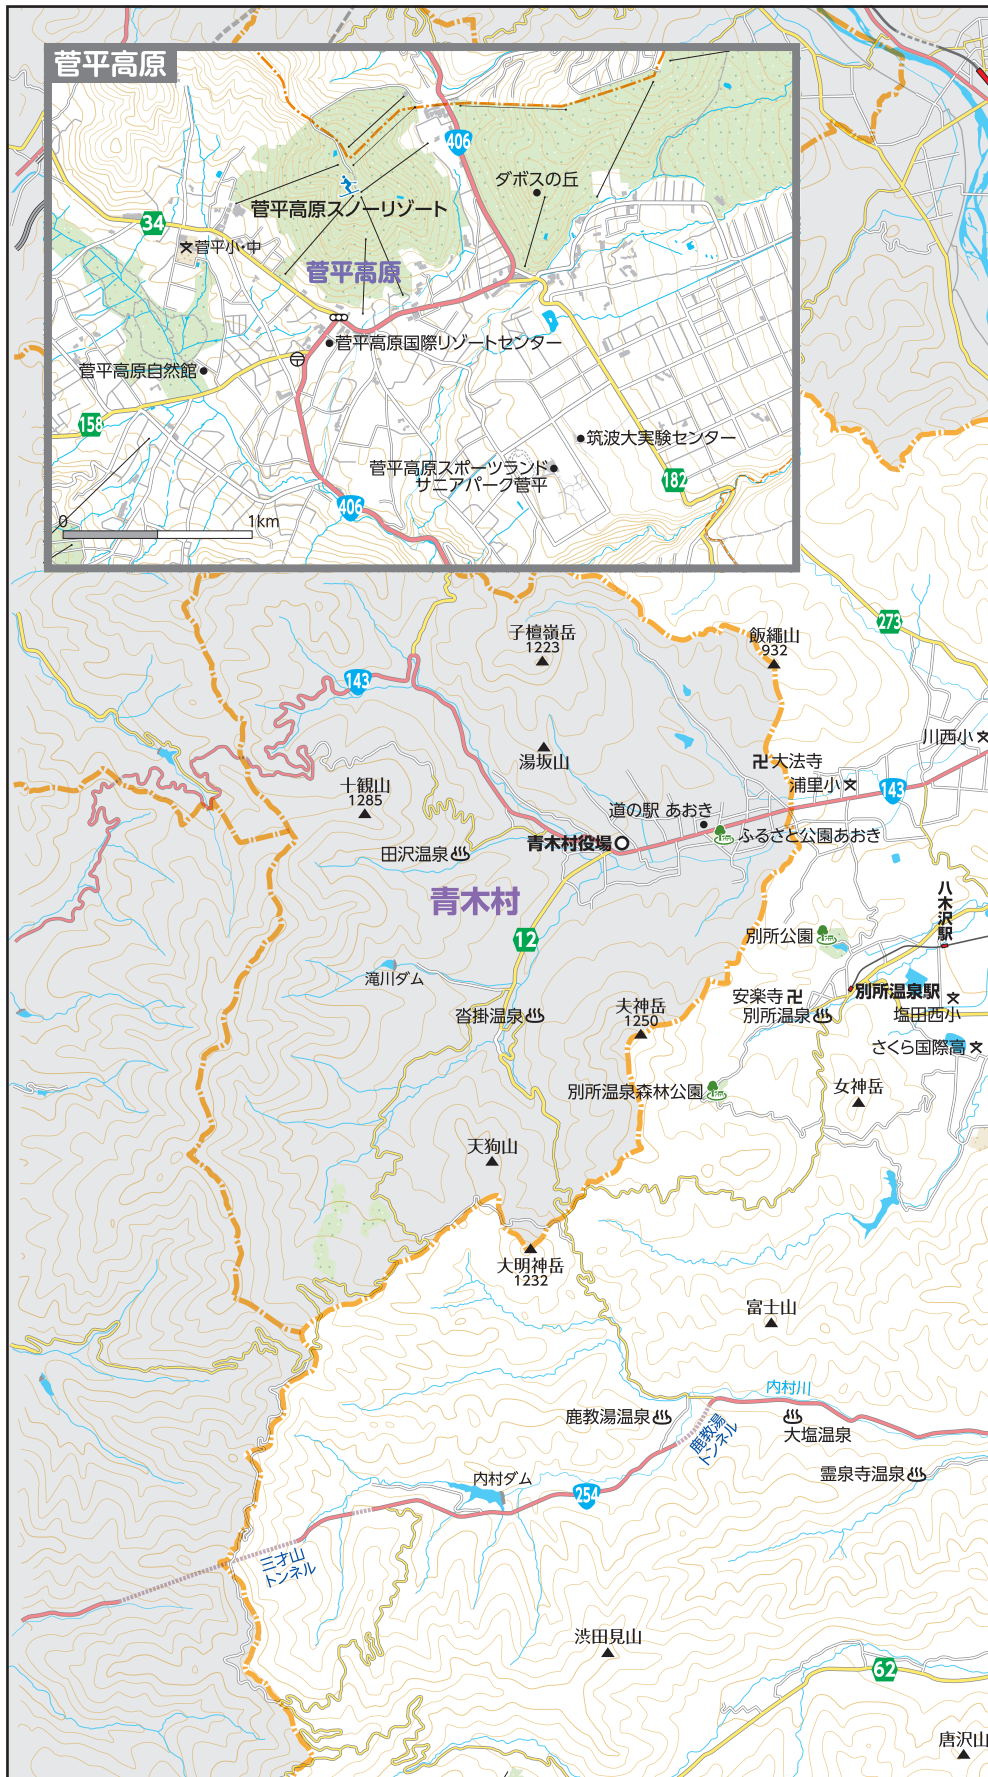 菅平高原
406
ダボスの丘
菅平高原スノーリゾート
34
菅平小・中
菅平高原
菅平高原国際リゾートセンター
菅平高原自然館
158
筑波大実験センター
菅平高原スポーツランド
サニアパーク菅平
182
406
0
1km
273
子檀嶺岳
1223
飯縄山
932
143
川西小
湯坂山
大法寺
十観山
1285
浦里小
143
道の駅 あおき
ふるさと公園あおき
青木村役場
田沢温泉
青木村
八木沢駅
12
別所公園
滝川ダム
安楽寺
別所温泉駅
沓掛温泉
夫神岳
1250
別所温泉
塩田西小
さくら国際高
別所温泉森林公園
女神岳
天狗山
大明神岳
1232
富士山
内村川
鹿教湯温泉
鹿教湯
トンネル
大塩温泉
内村ダム
霊泉寺温泉
254
三才山
トンネル
渋田見山
62
唐沢山